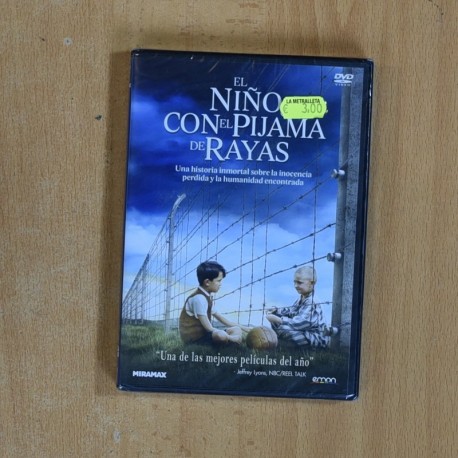 DVD
VIDEO
LA METRALLETA
€ 3,00
EL
NIÑO
CON EL PIJAMA
DE RAYAS
Una historia inmortal sobre la inocencia
perdida y la humanidad encontrada
“Una de las mejores películas del año”
- Jeffrey Lyons, NBC/REEL TALK
MIRAMAX
emon